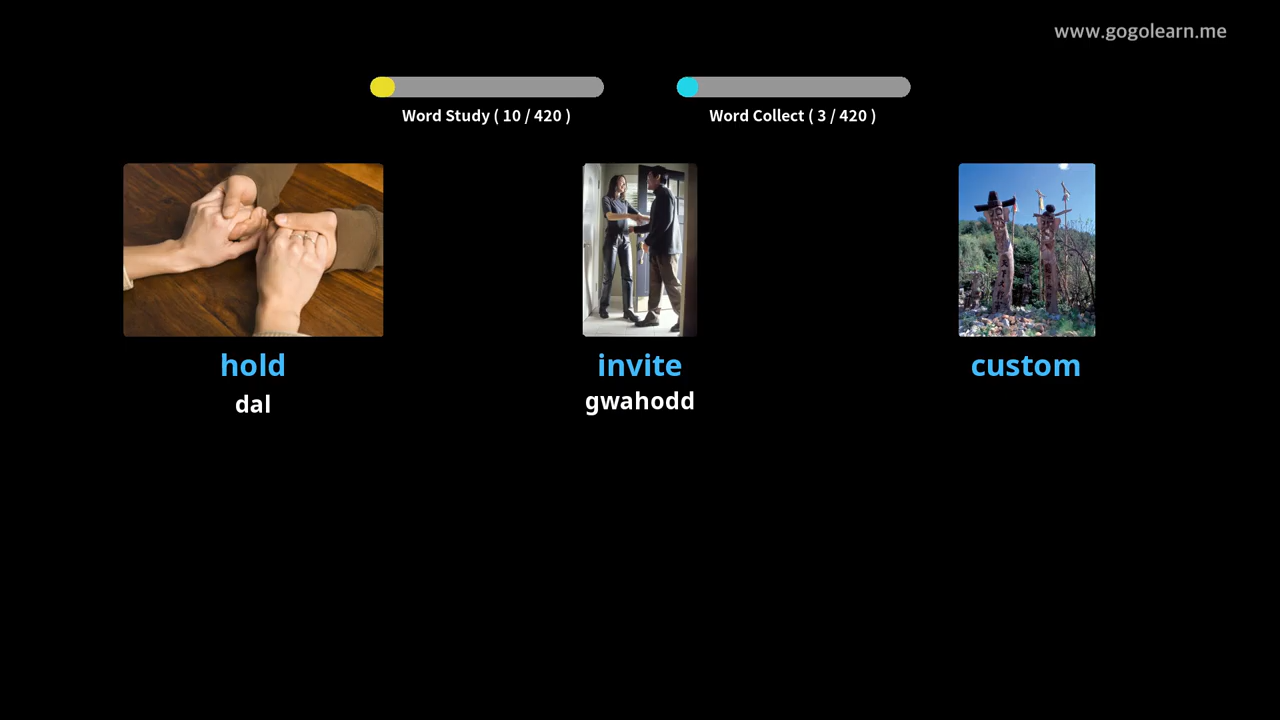 www.gogolearn.me
Word Study ( 10 / 420 )
Word Collect ( 3 / 420 )
hold
dal
invite
gwahodd
custom